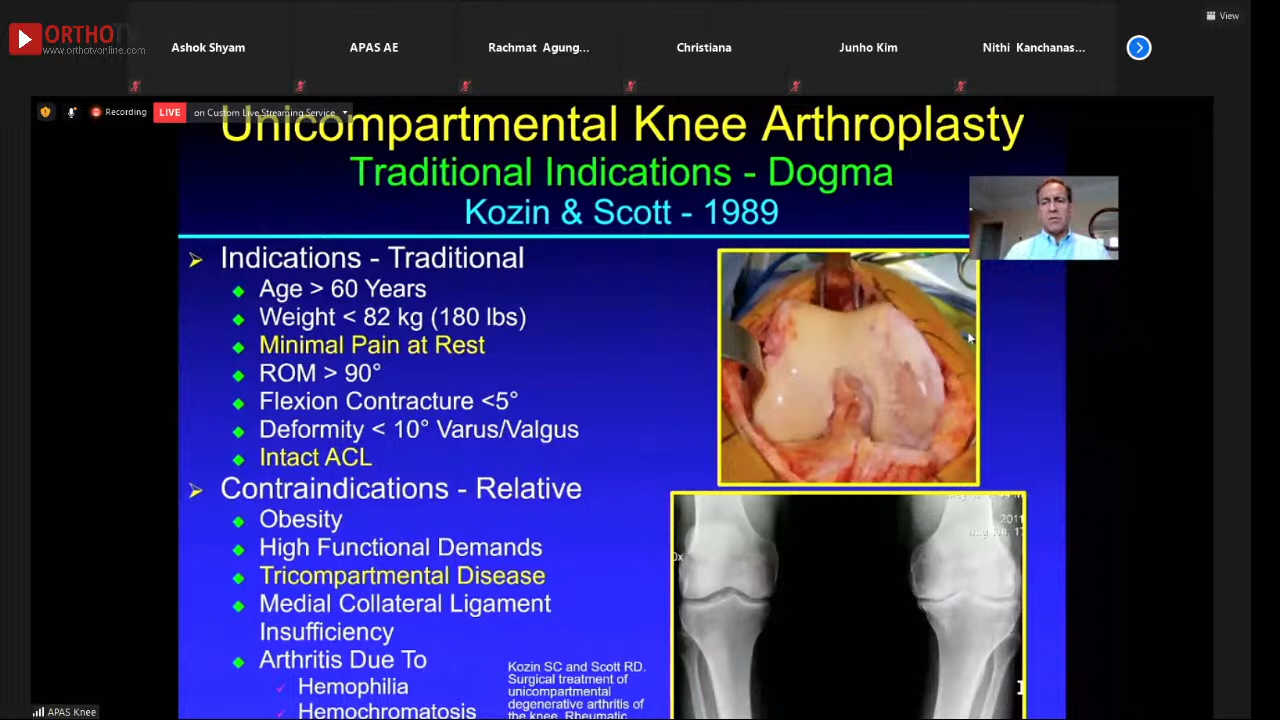 ORTHOTV
www.orthotvonline.com
View
Ashok Shyam
APAS AE
Rachmat Agung...
Christiana
Junho Kim
Nithi Kanchanas...
Recording
LIVE
on Custom Live Streaming Service
Unicompartmental Knee Arthroplasty
Traditional Indications - Dogma
Kozin & Scott - 1989
Indications - Traditional
Age > 60 Years
Weight < 82 kg (180 lbs)
Minimal Pain at Rest
ROM > 90°
Flexion Contracture <5°
Deformity < 10° Varus/Valgus
Intact ACL
Contraindications - Relative
Obesity
High Functional Demands
Tricompartmental Disease
Medial Collateral Ligament
Insufficiency
Arthritis Due To
Hemophilia
Hemochromatosis
Kozin SC and Scott RD.
Surgical treatment of
unicompartmental
degenerative arthritis of
the knee. Rheumatic
2011
APAS Knee